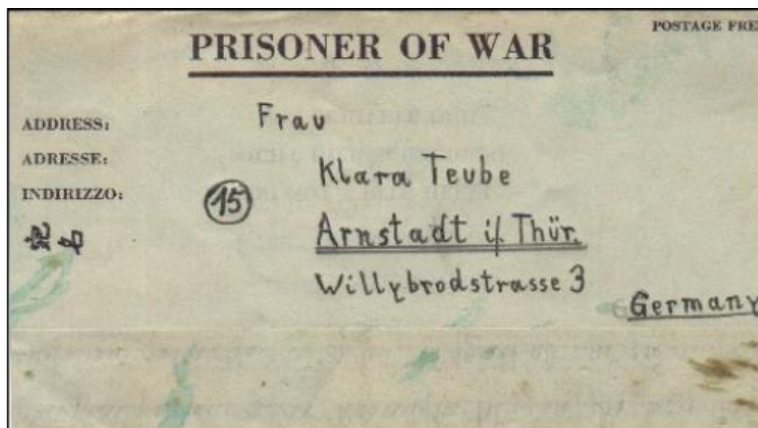 POSTAGE FRE
PRISONER OF WAR
ADDRESS: Frau
ADRESSE: Klara Teube
INDIRIZZO:
15
Arnstadt i/. Thür.
Willybrodstrasse 3
Germany